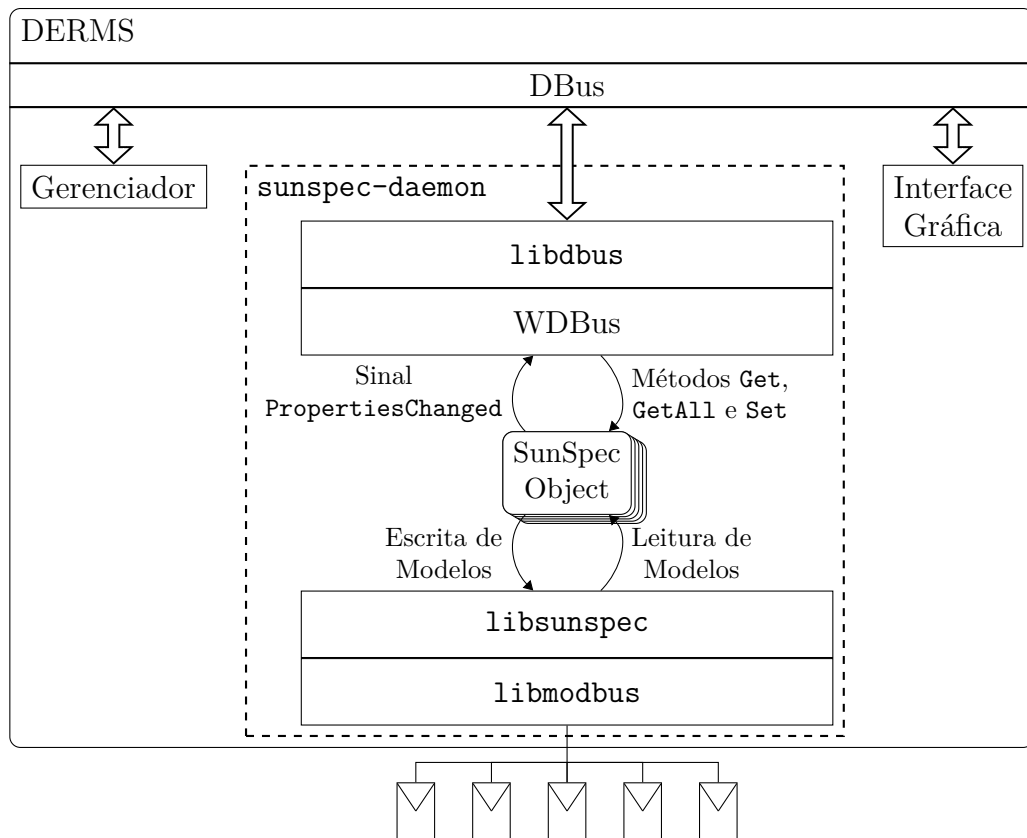 DERMS
DBus
Gerenciador
sunspec-daemon
Interface
Gráfica
libdbus
WDBus
Sinal
PropertiesChanged
Métodos Get,
GetAll e Set
SunSpec
Object
Escrita de
Modelos
Leitura de
Modelos
libsunspec
libmodbus